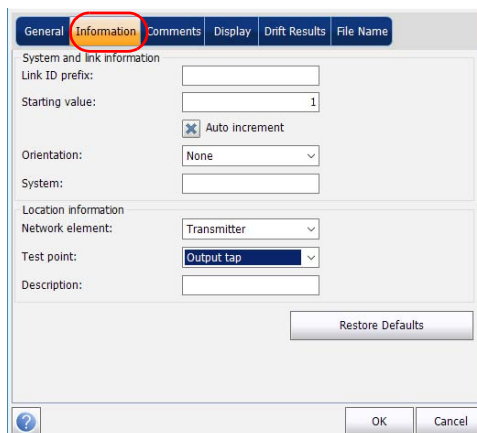 General Information Comments Display Drift Results File Name
System and link information
Link ID prefix:
Starting value: 1
Auto increment
Orientation: None
System:
Location information
Network element: Transmitter
Test point: Output tap
Description:
Restore Defaults
? OK Cancel